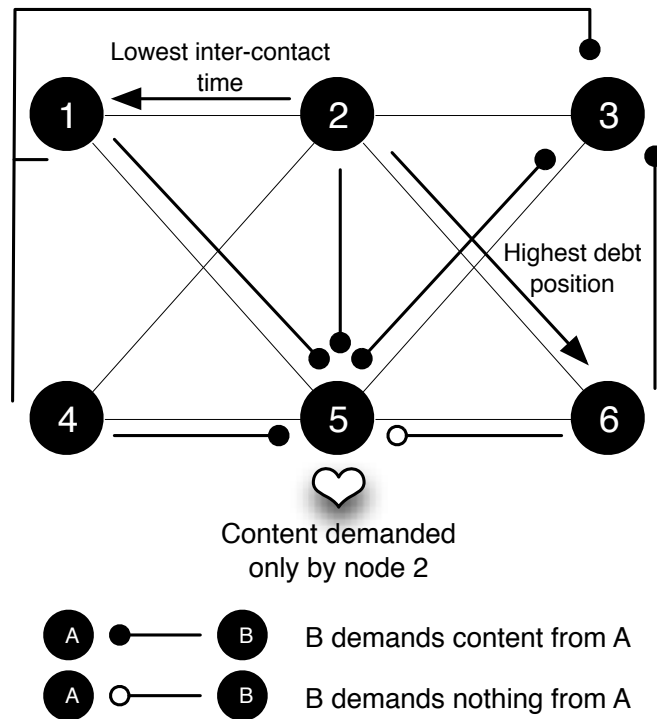 Lowest inter-contact
time
1
2
3
Highest debt
position
4
5
6
Content demanded
only by node 2
A
B
B demands content from A
A
B
B demands nothing from A